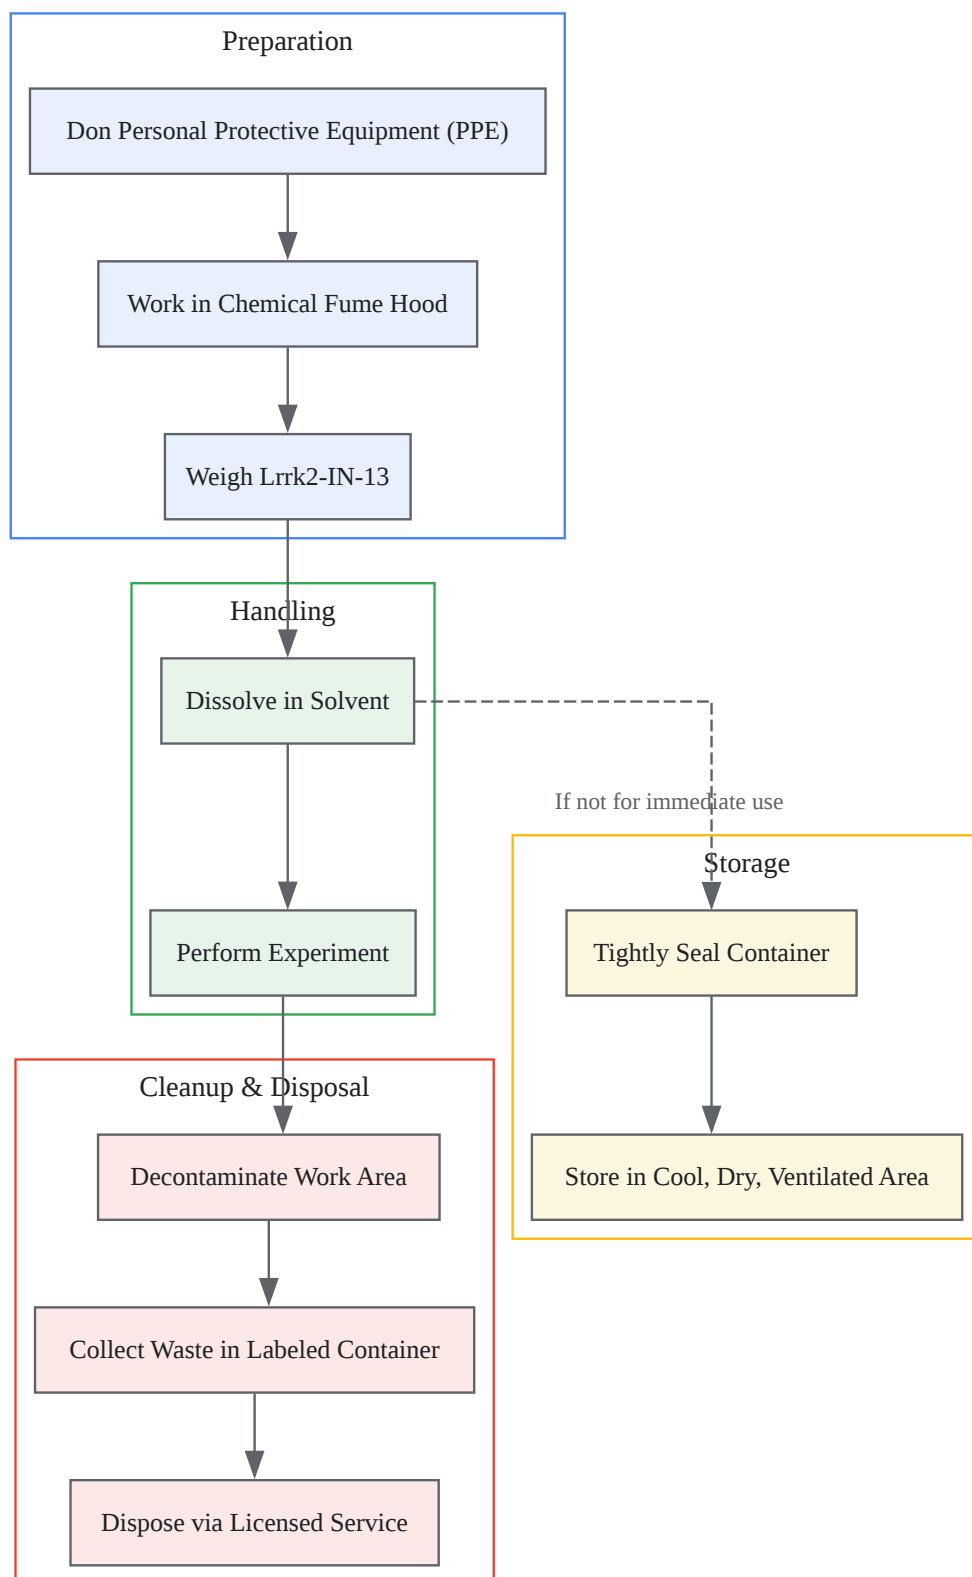 Preparation
Don Personal Protective Equipment (PPE)
Work in Chemical Fume Hood
Weigh Lrrk2-IN-13
Handling
Dissolve in Solvent
If not for immediate use
Storage
Perform Experiment
Tightly Seal Container
Cleanup & Disposal
Decontaminate Work Area
Store in Cool, Dry, Ventilated Area
Collect Waste in Labeled Container
Dispose via Licensed Service